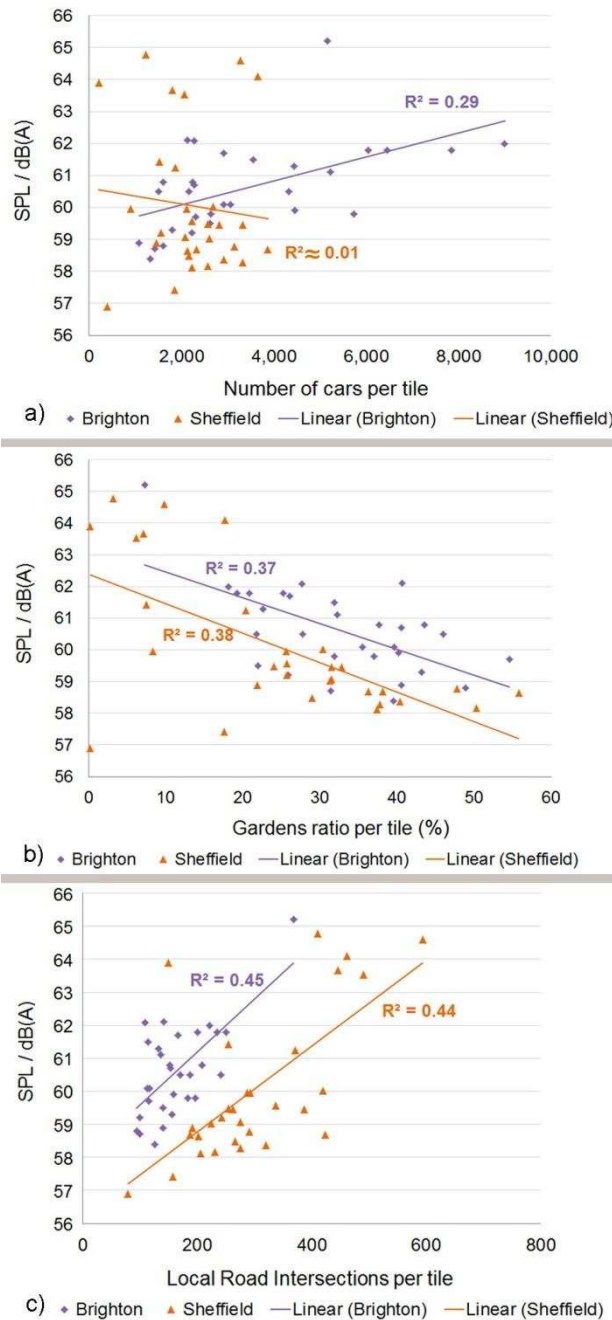 66
65
64
63
62
61
60
59
58
57
56
SPL / dB(A)
R² = 0.29
R² ≈ 0.01
0 2,000 4,000 6,000 8,000 10,000
Number of cars per tile
a) Brighton Sheffield Linear (Brighton) Linear (Sheffield)
66
65
64
63
62
61
60
59
58
57
56
SPL / dB(A)
R² = 0.37
R² = 0.38
0 10 20 30 40 50 60
Gardens ratio per tile (%)
b) Brighton Sheffield Linear (Brighton) Linear (Sheffield)
66
65
64
63
62
61
60
59
58
57
56
SPL / dB(A)
R² = 0.45
R² = 0.44
0 200 400 600 800
Local Road Intersections per tile
c) Brighton Sheffield Linear (Brighton) Linear (Sheffield)